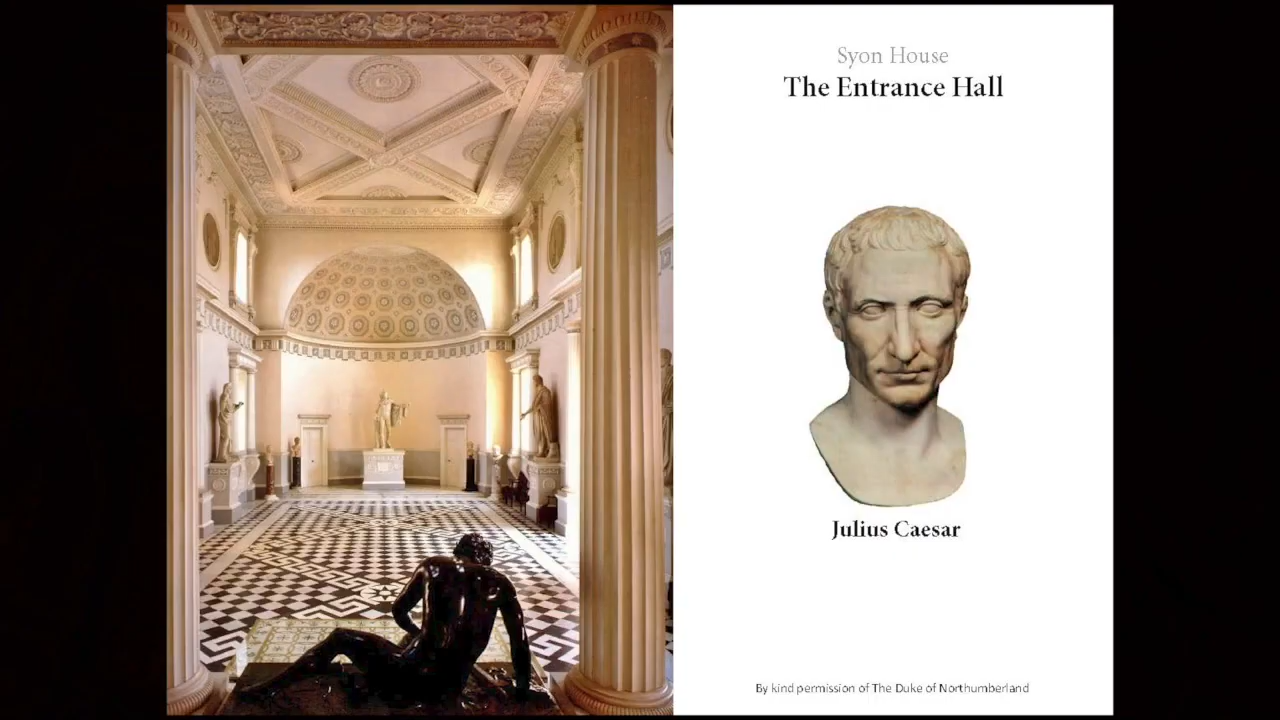 Syon House
The Entrance Hall
Julius Caesar
By kind permission of The Duke of Northumberland